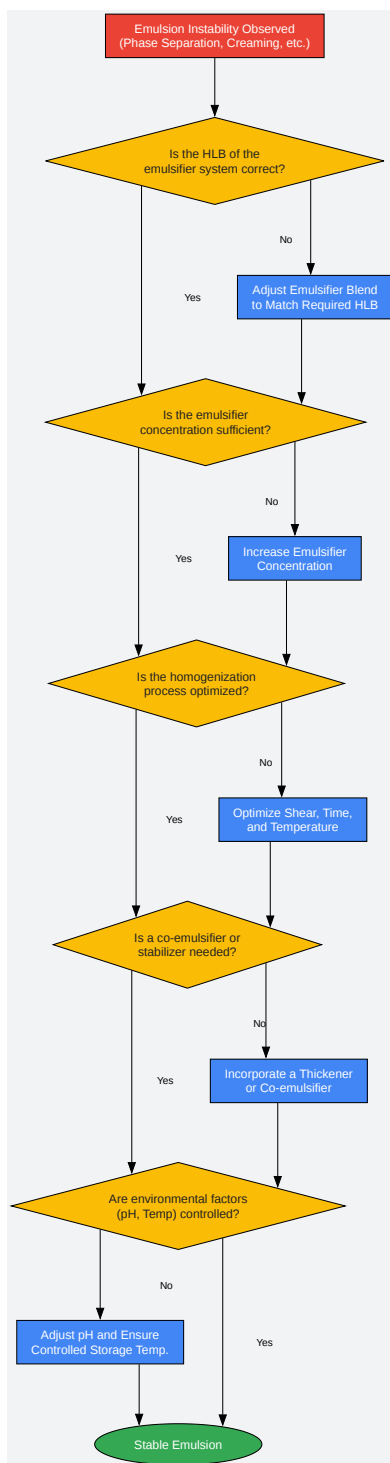 Emulsion Instability Observed
(Phase Separation, Creaming, etc.)
Is the HLB of the
emulsifier system correct?
No
Yes
Adjust Emulsifier Blend
to Match Required HLB
Is the emulsifier
concentration sufficient?
No
Yes
Increase Emulsifier
Concentration
Is the homogenization
process optimized?
No
Yes
Optimize Shear, Time,
and Temperature
Is a co-emulsifier or
stabilizer needed?
No
Yes
Incorporate a Thickener
or Co-emulsifier
Are environmental factors
(pH, Temp) controlled?
No
Yes
Adjust pH and Ensure
Controlled Storage Temp.
Stable Emulsion